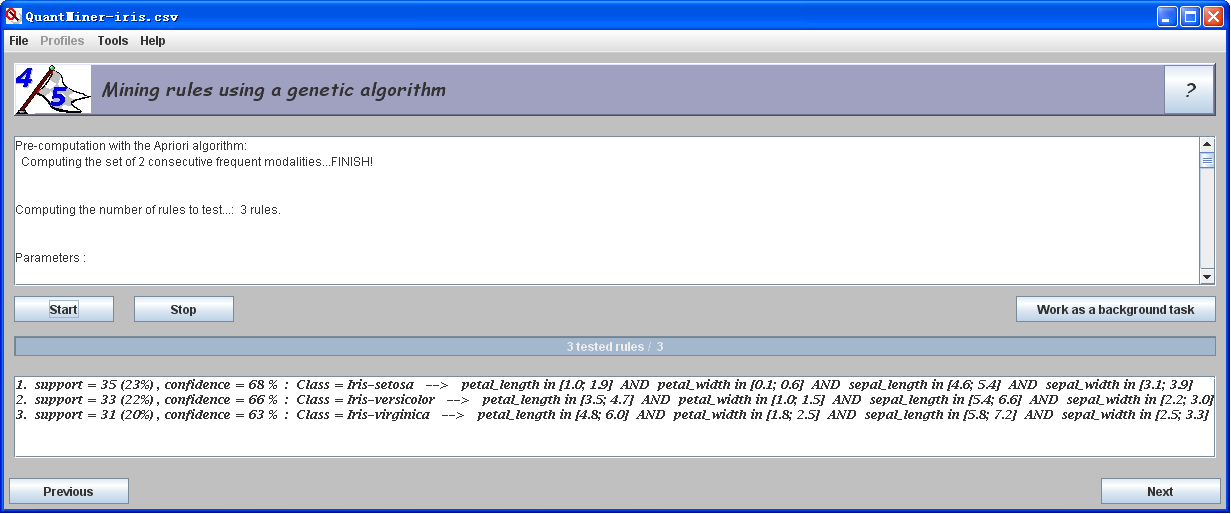 QuantMiner-iris.csv
File Profiles Tools Help
4 5 Mining rules using a genetic algorithm ?
Pre-computation with the Apriori algorithm:
Computing the set of 2 consecutive frequent modalities...FINISH!
Computing the number of rules to test...: 3 rules.
Parameters :
Start Stop Work as a background task
3 tested rules / 3
1. support = 35 (23%) , confidence = 68 % : Class = Iris-setosa --> petal_length in [1.0; 1.9] AND petal_width in [0.1; 0.6] AND sepal_length in [4.6; 5.4] AND sepal_width in [3.1; 3.9]
2. support = 33 (22%) , confidence = 66 % : Class = Iris-versicolor --> petal_length in [3.5; 4.7] AND petal_width in [1.0; 1.5] AND sepal_length in [5.4; 6.6] AND sepal_width in [2.2; 3.0]
3. support = 31 (20%) , confidence = 63 % : Class = Iris-virginica --> petal_length in [4.8; 6.0] AND petal_width in [1.8; 2.5] AND sepal_length in [5.8; 7.2] AND sepal_width in [2.5; 3.3]
Previous Next